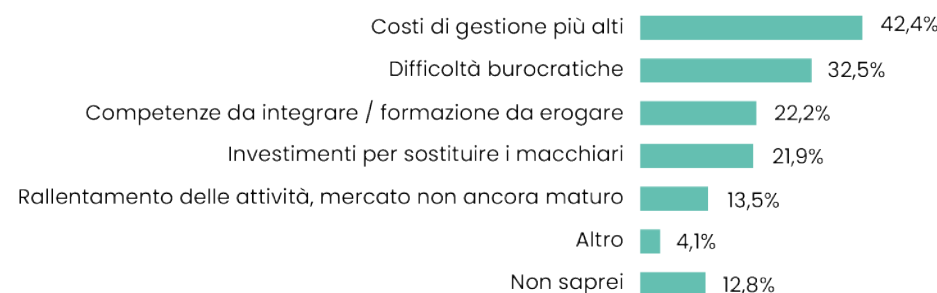 Costi di gestione più alti 42,4%
Difficoltà burocratiche 32,5%
Competenze da integrare / formazione da erogare 22,2%
Investimenti per sostituire i macchiari 21,9%
Rallentamento delle attività, mercato non ancora maturo 13,5%
Altro 4,1%
Non saprei 12,8%